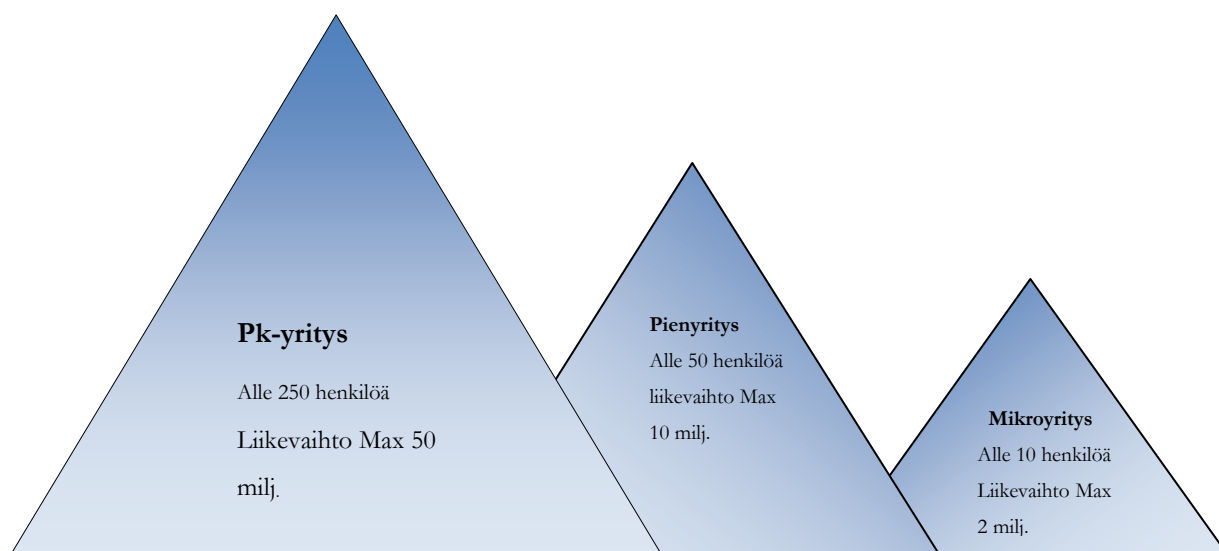 Pk-yritys
Alle 250 henkilöä
Liikevaihto Max 50
milj.
Pienyritys
Alle 50 henkilöä
liikevaihto Max
10 milj.
Mikroyritys
Alle 10 henkilöä
Liikevaihto Max
2 milj.